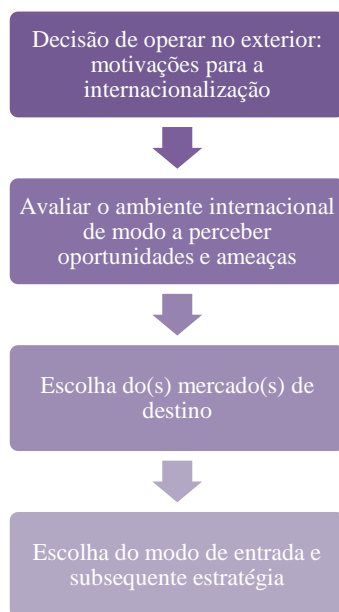 Decisão de operar no exterior:
motivações para a
internacionalização
Avaliar o ambiente internacional
de modo a perceber
oportunidades e ameaças
Escolha do(s) mercado(s) de
destino
Escolha do modo de entrada e
subsequente estratégia